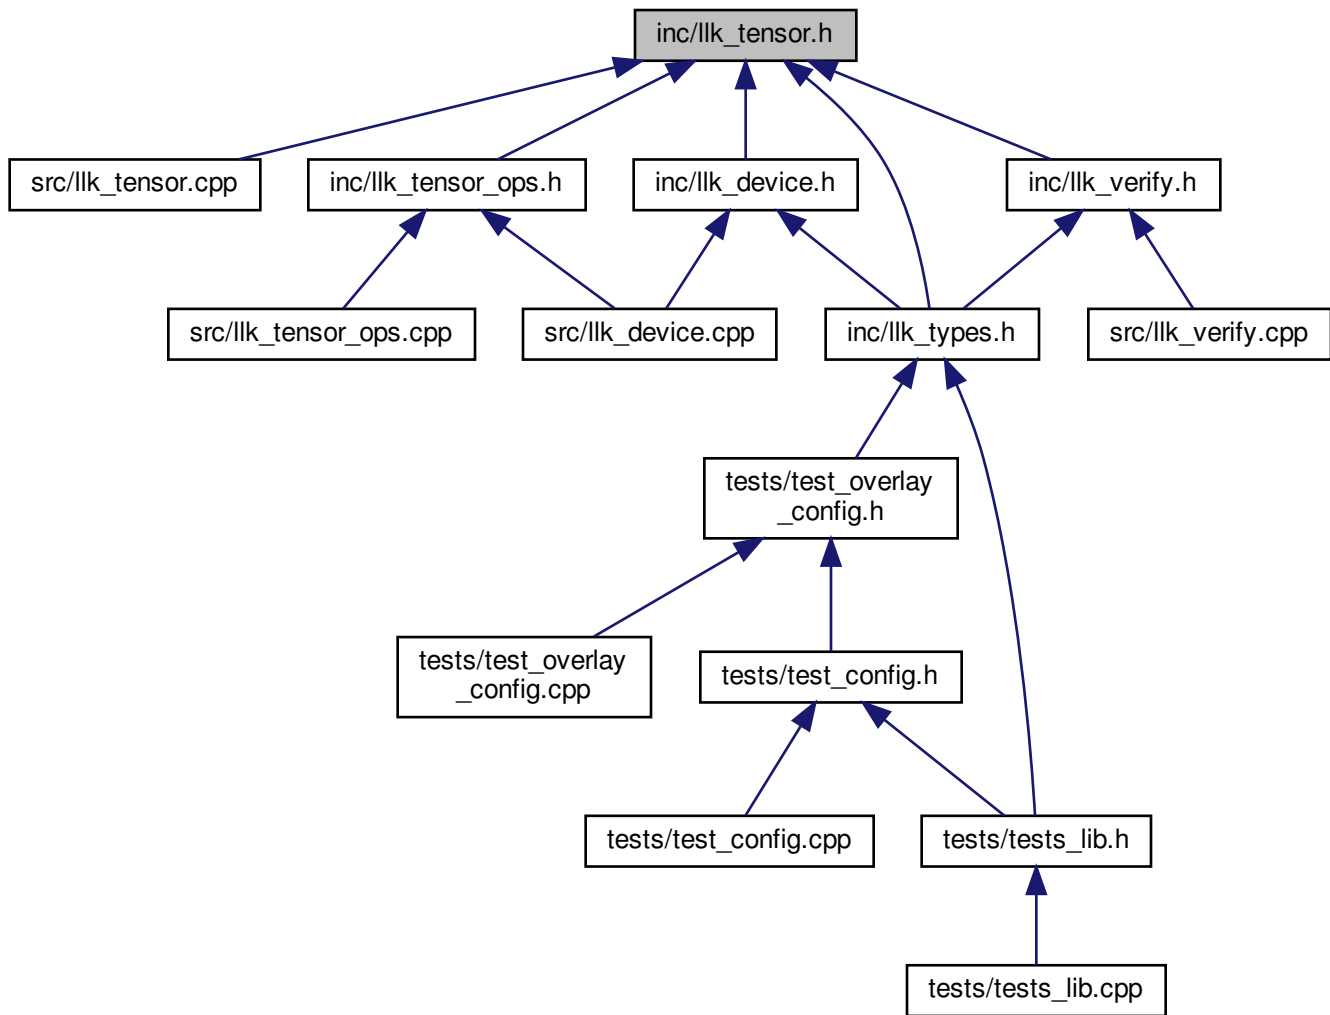 inc/llk_tensor.h
src/llk_tensor.cpp
inc/llk_tensor_ops.h
inc/llk_device.h
inc/llk_verify.h
src/llk_tensor_ops.cpp
src/llk_device.cpp
inc/llk_types.h
src/llk_verify.cpp
tests/test_overlay
_config.h
tests/test_overlay
_config.cpp
tests/test_config.h
tests/test_config.cpp
tests/tests_lib.h
tests/tests_lib.cpp